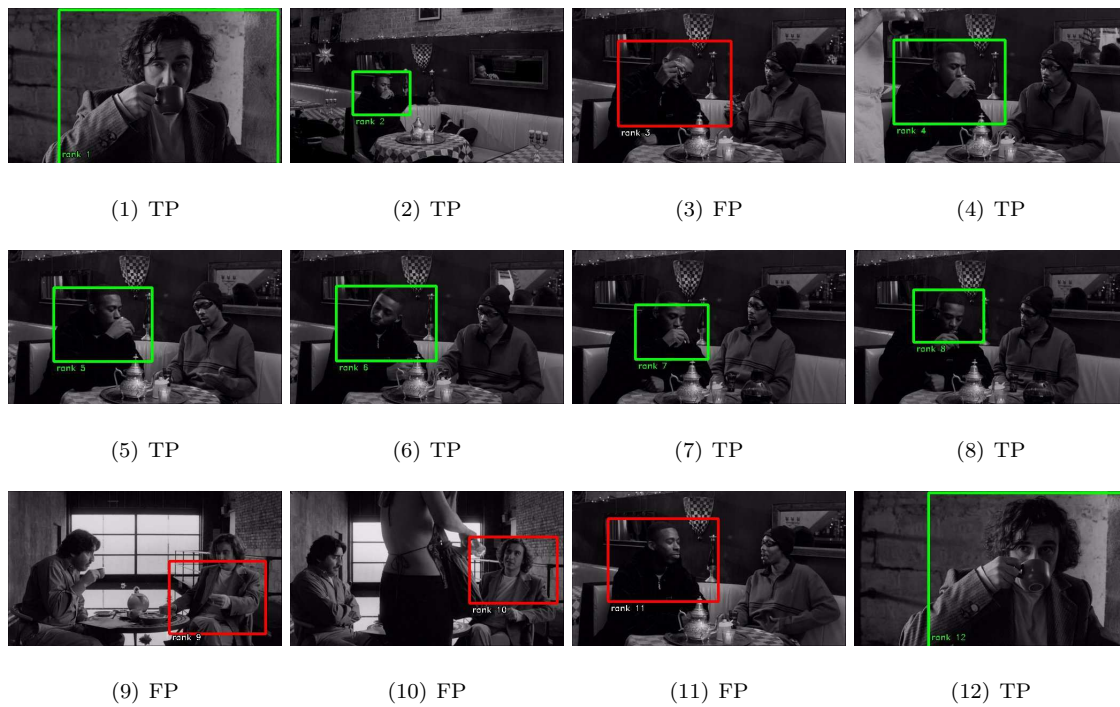 rank 1
rank 2
rank 3
rank 4
(1) TP
(2) TP
(3) FP
(4) TP
rank 5
rank 6
rank 7
rank 8
(5) TP
(6) TP
(7) TP
(8) TP
rank 9
rank 10
rank 11
rank 12
(9) FP
(10) FP
(11) FP
(12) TP